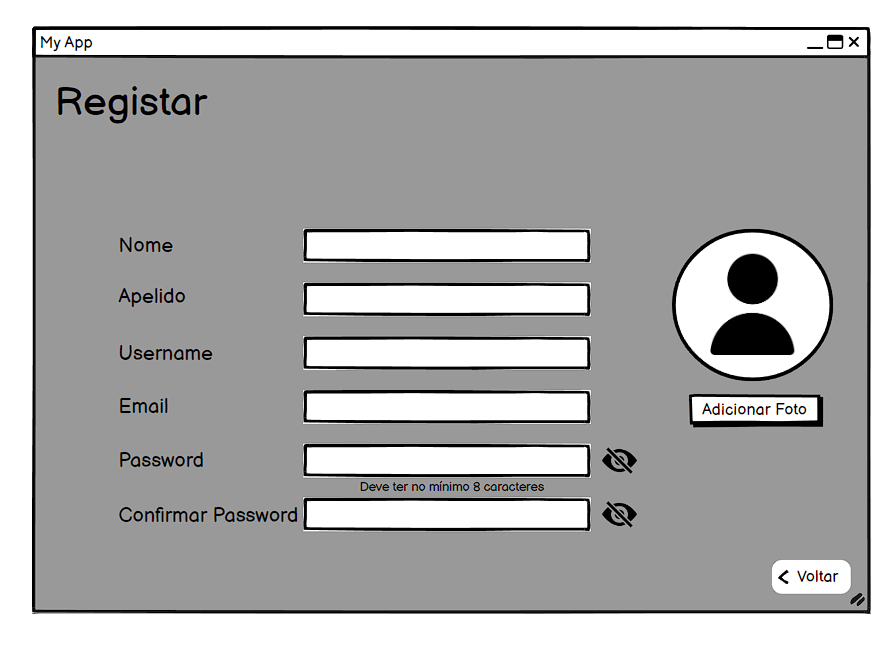 My App
Registar
Nome
Apelido
Username
Email
Adicionar Foto
Password
Deve ter no mínimo 8 caracteres
Confirmar Password
Voltar